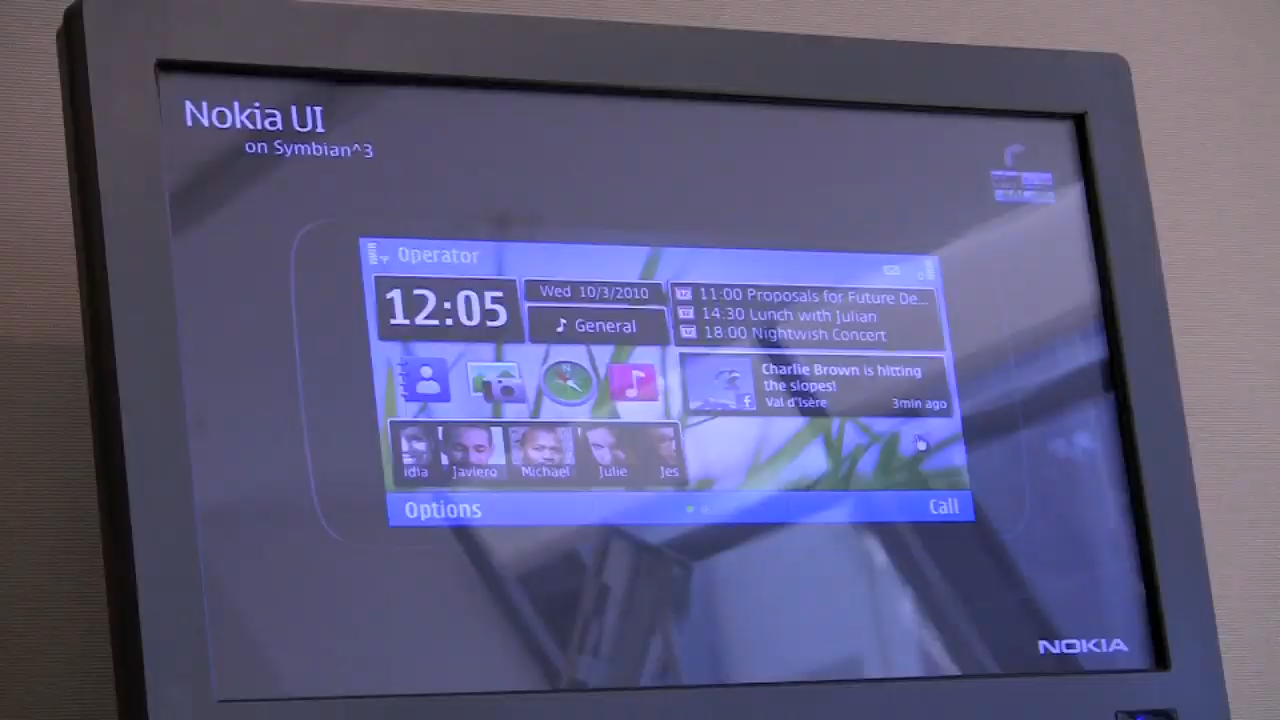 Nokia UI
on Symbian^3
Operator
12:05
Wed 10/3/2010
General
11:00 Proposals for Future De...
14:30 Lunch with Julian
18:00 Nightwish Concert
Charlie Brown is hitting
the slopes!
Val d'Isère
3min ago
f
idia
Javiero
Michael
Julie
Jes
Options
Call
NOKIA